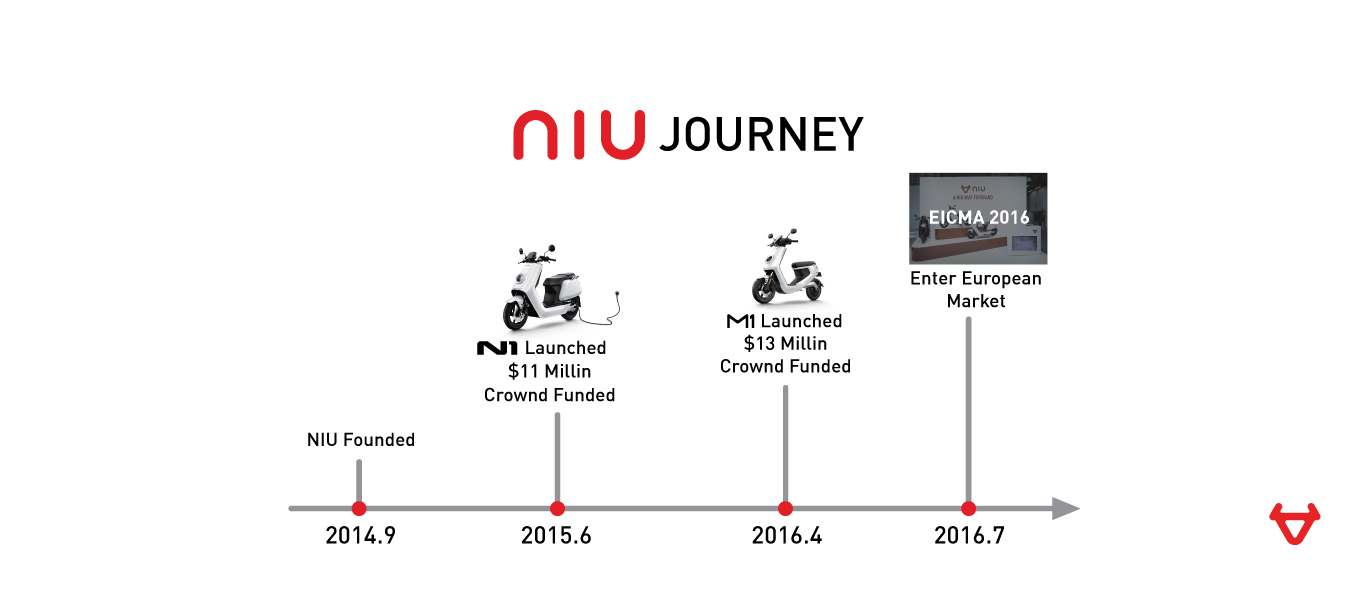 NIU JOURNEY
NIU
A NIU WAY FORWARD
EICMA 2016
Enter European
Market
M1 Launched
$13 Millin
Crownd Funded
N1 Launched
$11 Millin
Crownd Funded
NIU Founded
2014.9
2015.6
2016.4
2016.7